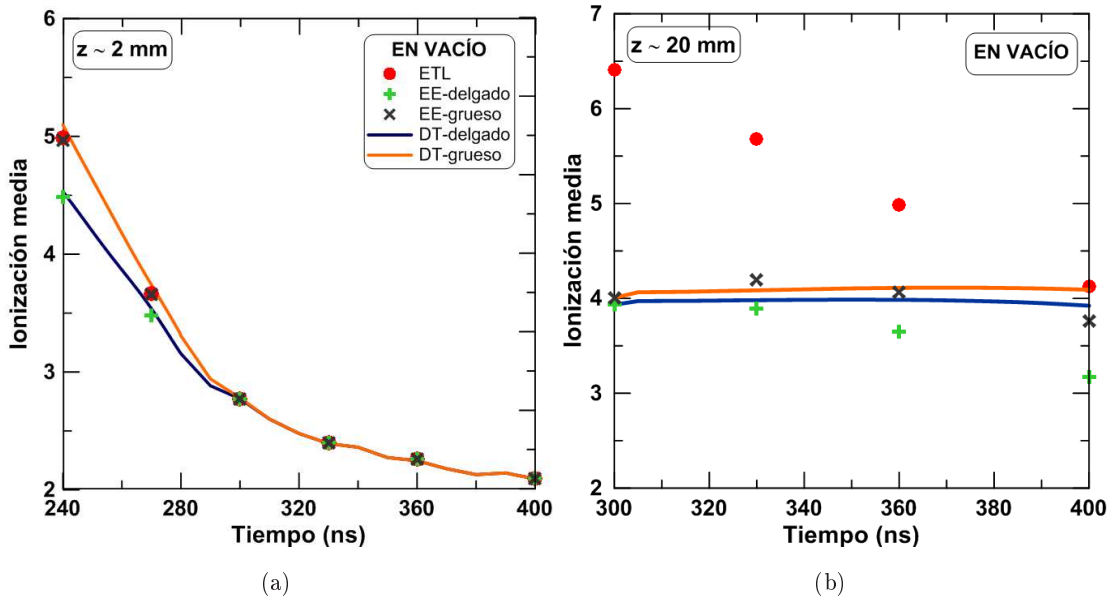 z ~ 2 mm
EN VACÍO
ETL
EE-delgado
EE-grueso
DT-delgado
DT-grueso
Ionización media
6
5
4
3
2
240
280
320
360
400
Tiempo (ns)
(a)
z ~ 20 mm
EN VACÍO
Ionización media
7
6
5
4
3
2
300
320
340
360
380
400
Tiempo (ns)
(b)